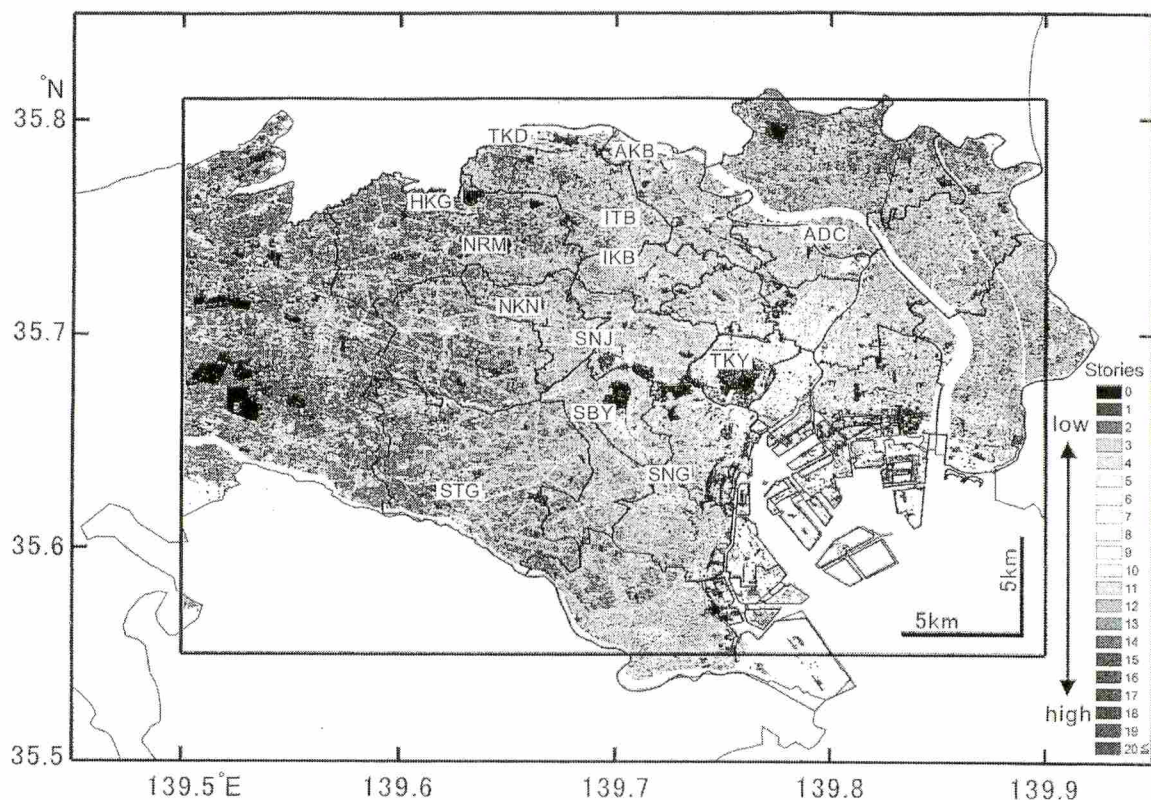 °N
35.8
35.7
35.6
35.5
139.5°E
139.6
139.7
139.8
139.9
TKD
AKB
HKG
ITB
NRM
ADC
IKB
NKN
SNJ
TKY
SBY
SNG
STG
5km
5km
Stories
low
high
0
1
2
3
4
5
6
7
8
9
10
11
12
13
14
15
16
17
18
19
20≦